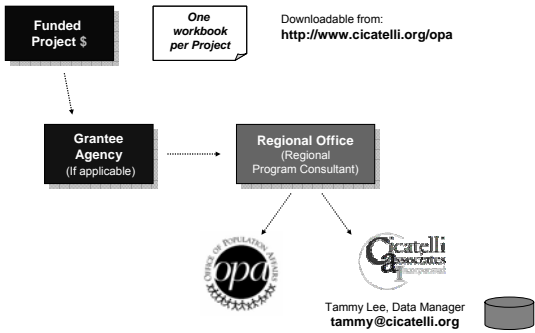 Funded
Project $
One
workbook
per Project
Downloadable from:
http://www.cicatelli.org/opa
Grantee
Agency
(If applicable)
Regional Office
(Regional
Program Consultant)
OFFICE OF POPULATION AFFAIRS
opa
Cicatelli
Associates
Incorporated
Tammy Lee, Data Manager
tammy@cicatelli.org